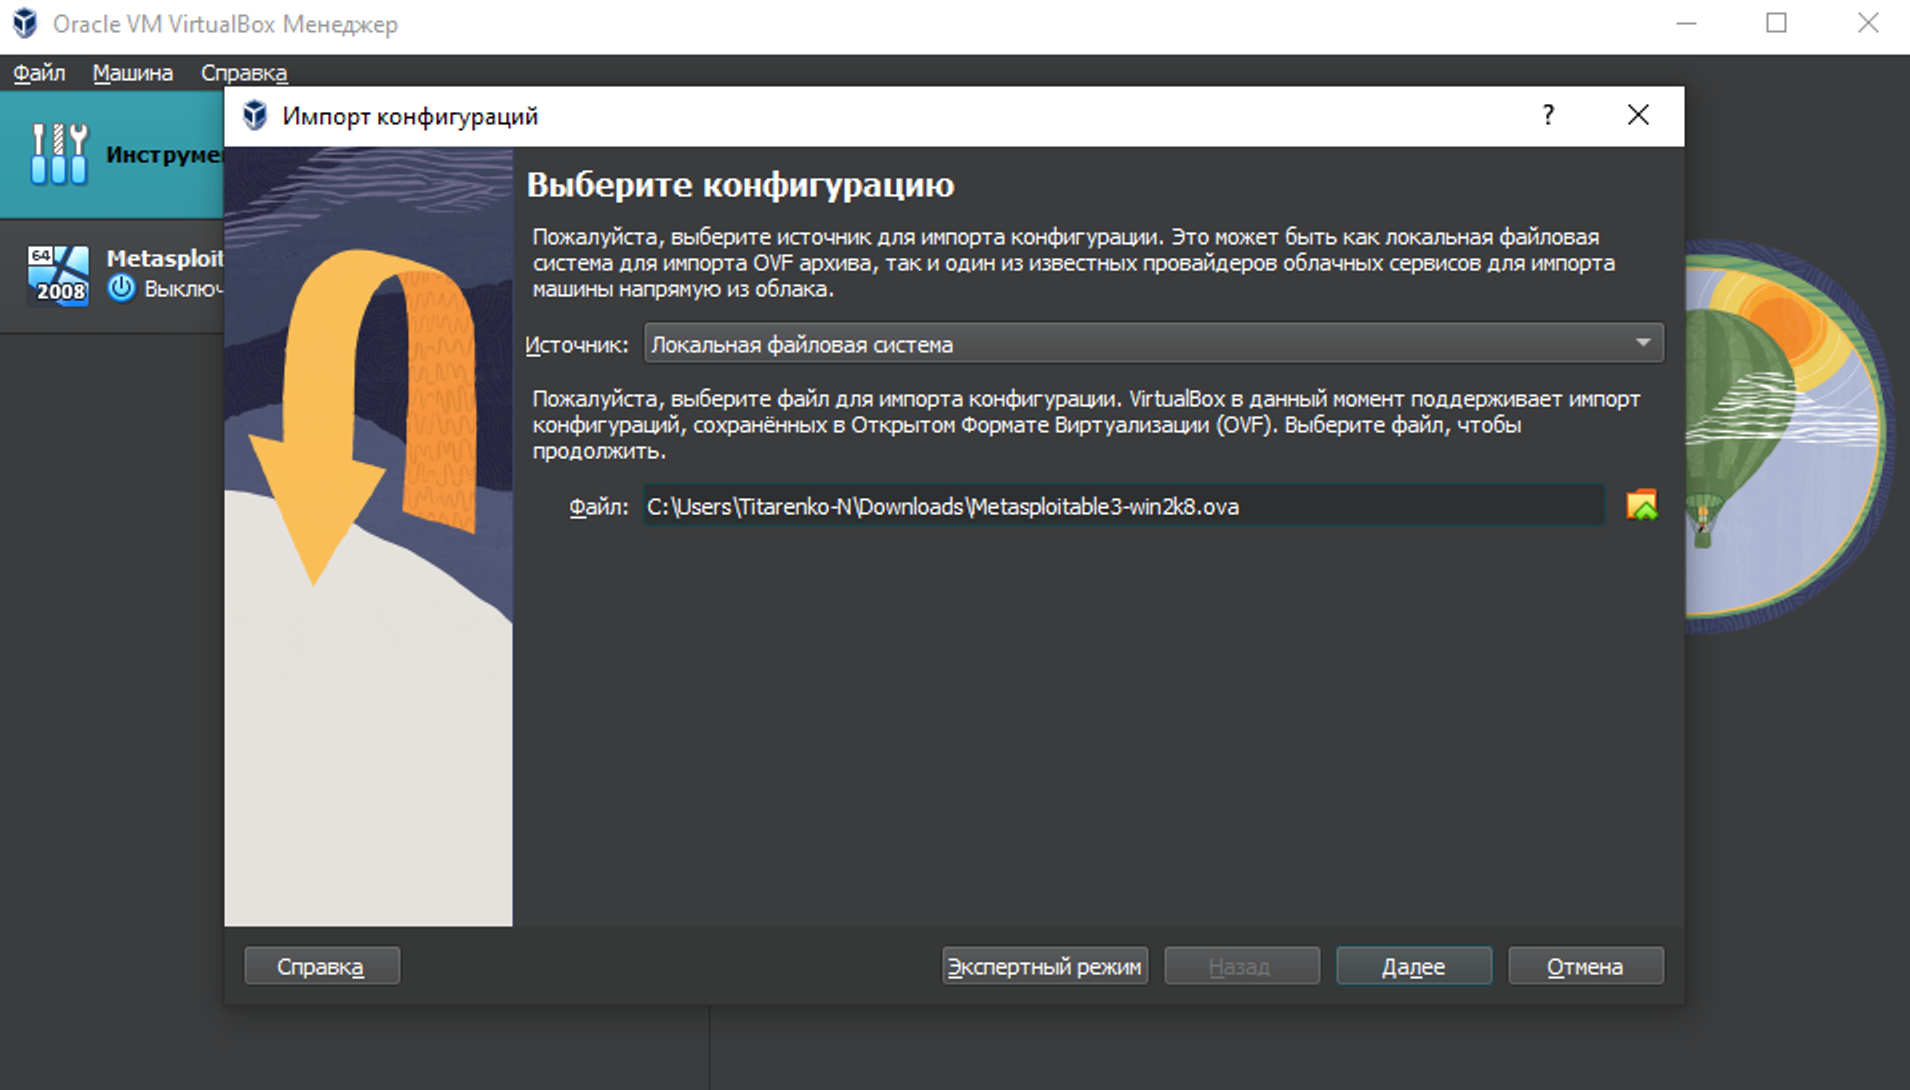 Oracle VM VirtualBox Менеджер
Файл Машина Справка
Импорт конфигураций
?
Инструме
64
2008
Metasploit
Выключ
Выберите конфигурацию
Пожалуйста, выберите источник для импорта конфигурации. Это может быть как локальная файловая
система для импорта OVF архива, так и один из известных провайдеров облачных сервисов для импорта
машины напрямую из облака.
Источник: Локальная файловая система
Пожалуйста, выберите файл для импорта конфигурации. VirtualBox в данный момент поддерживает импорт
конфигураций, сохранённых в Открытом Формате Виртуализации (OVF). Выберите файл, чтобы
продолжить.
Файл: C:\Users\Titarenko-N\Downloads\Metasploitable3-win2k8.ova
Справка Экспертный режим Назад Далее Отмена